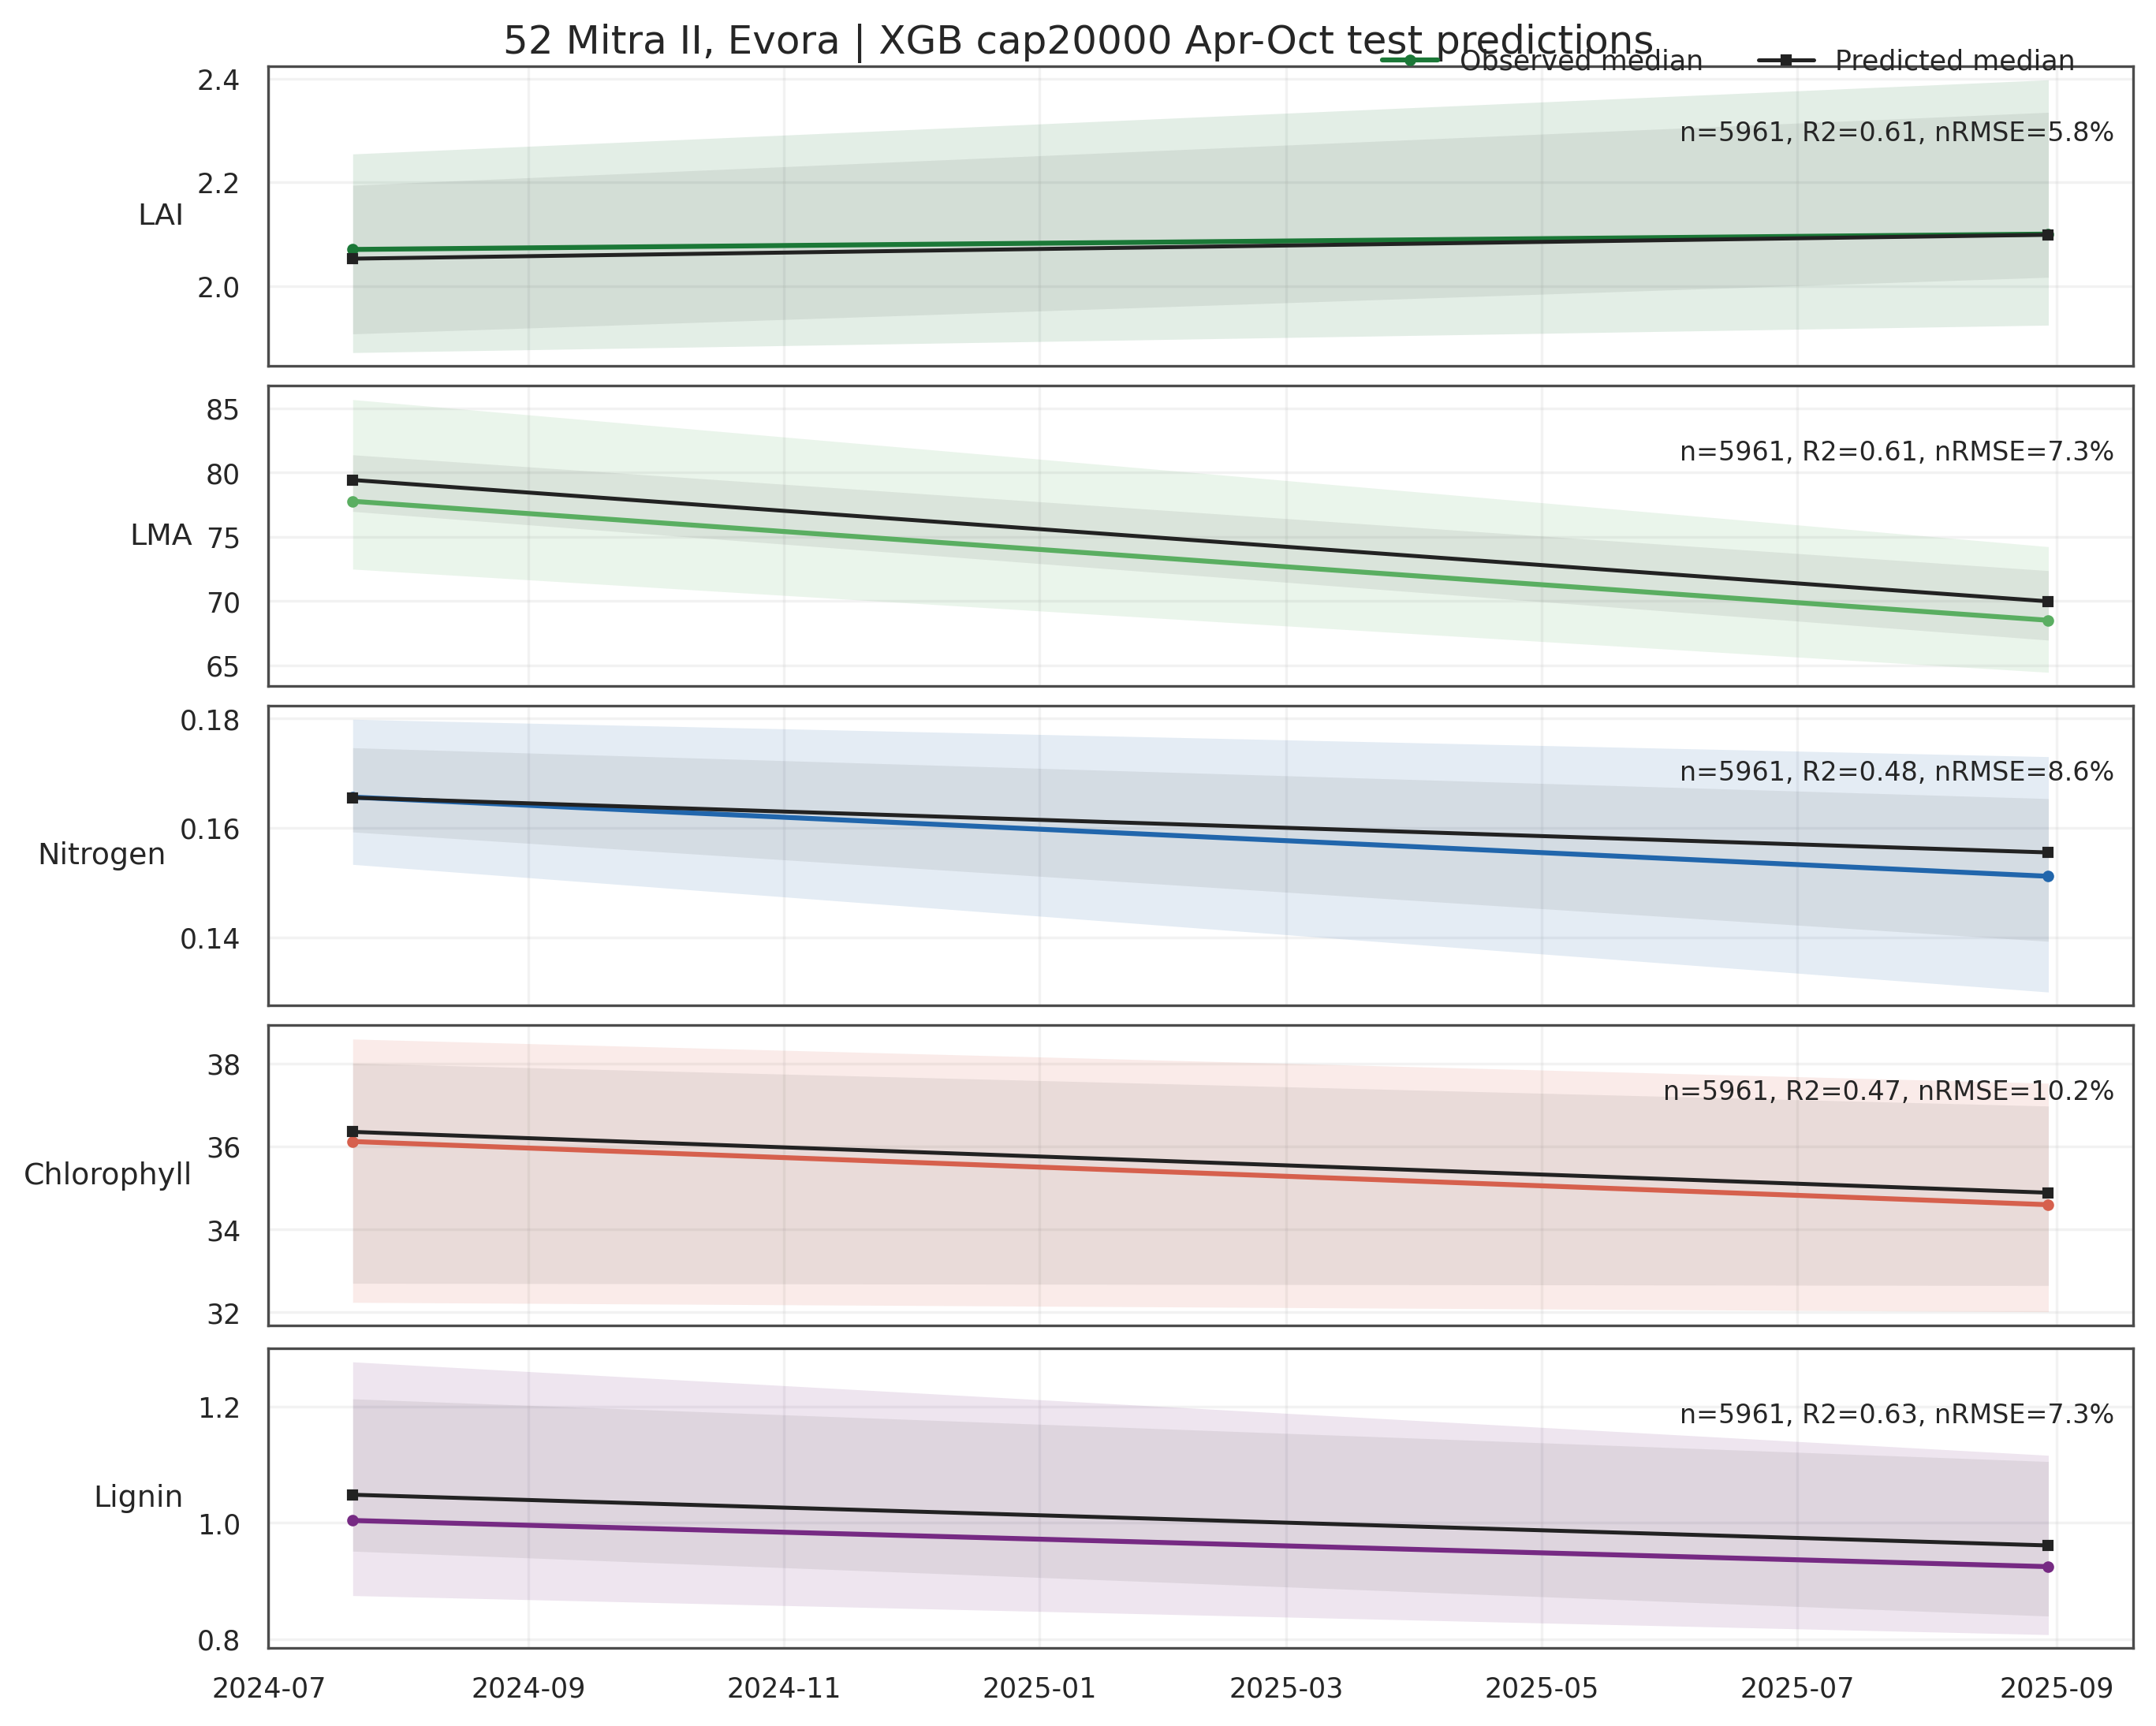 52 Mitra II, Evora | XGB cap20000 Apr-Oct test predictions
Observed median
Predicted median
2.4
2.2
2.0
LAI
n=5961, R2=0.61, nRMSE=5.8%
85
80
75
70
65
LMA
n=5961, R2=0.61, nRMSE=7.3%
0.18
0.16
0.14
Nitrogen
n=5961, R2=0.48, nRMSE=8.6%
38
36
34
32
Chlorophyll
n=5961, R2=0.47, nRMSE=10.2%
1.2
1.0
0.8
Lignin
n=5961, R2=0.63, nRMSE=7.3%
2024-07 2024-09 2024-11 2025-01 2025-03 2025-05 2025-07 2025-09